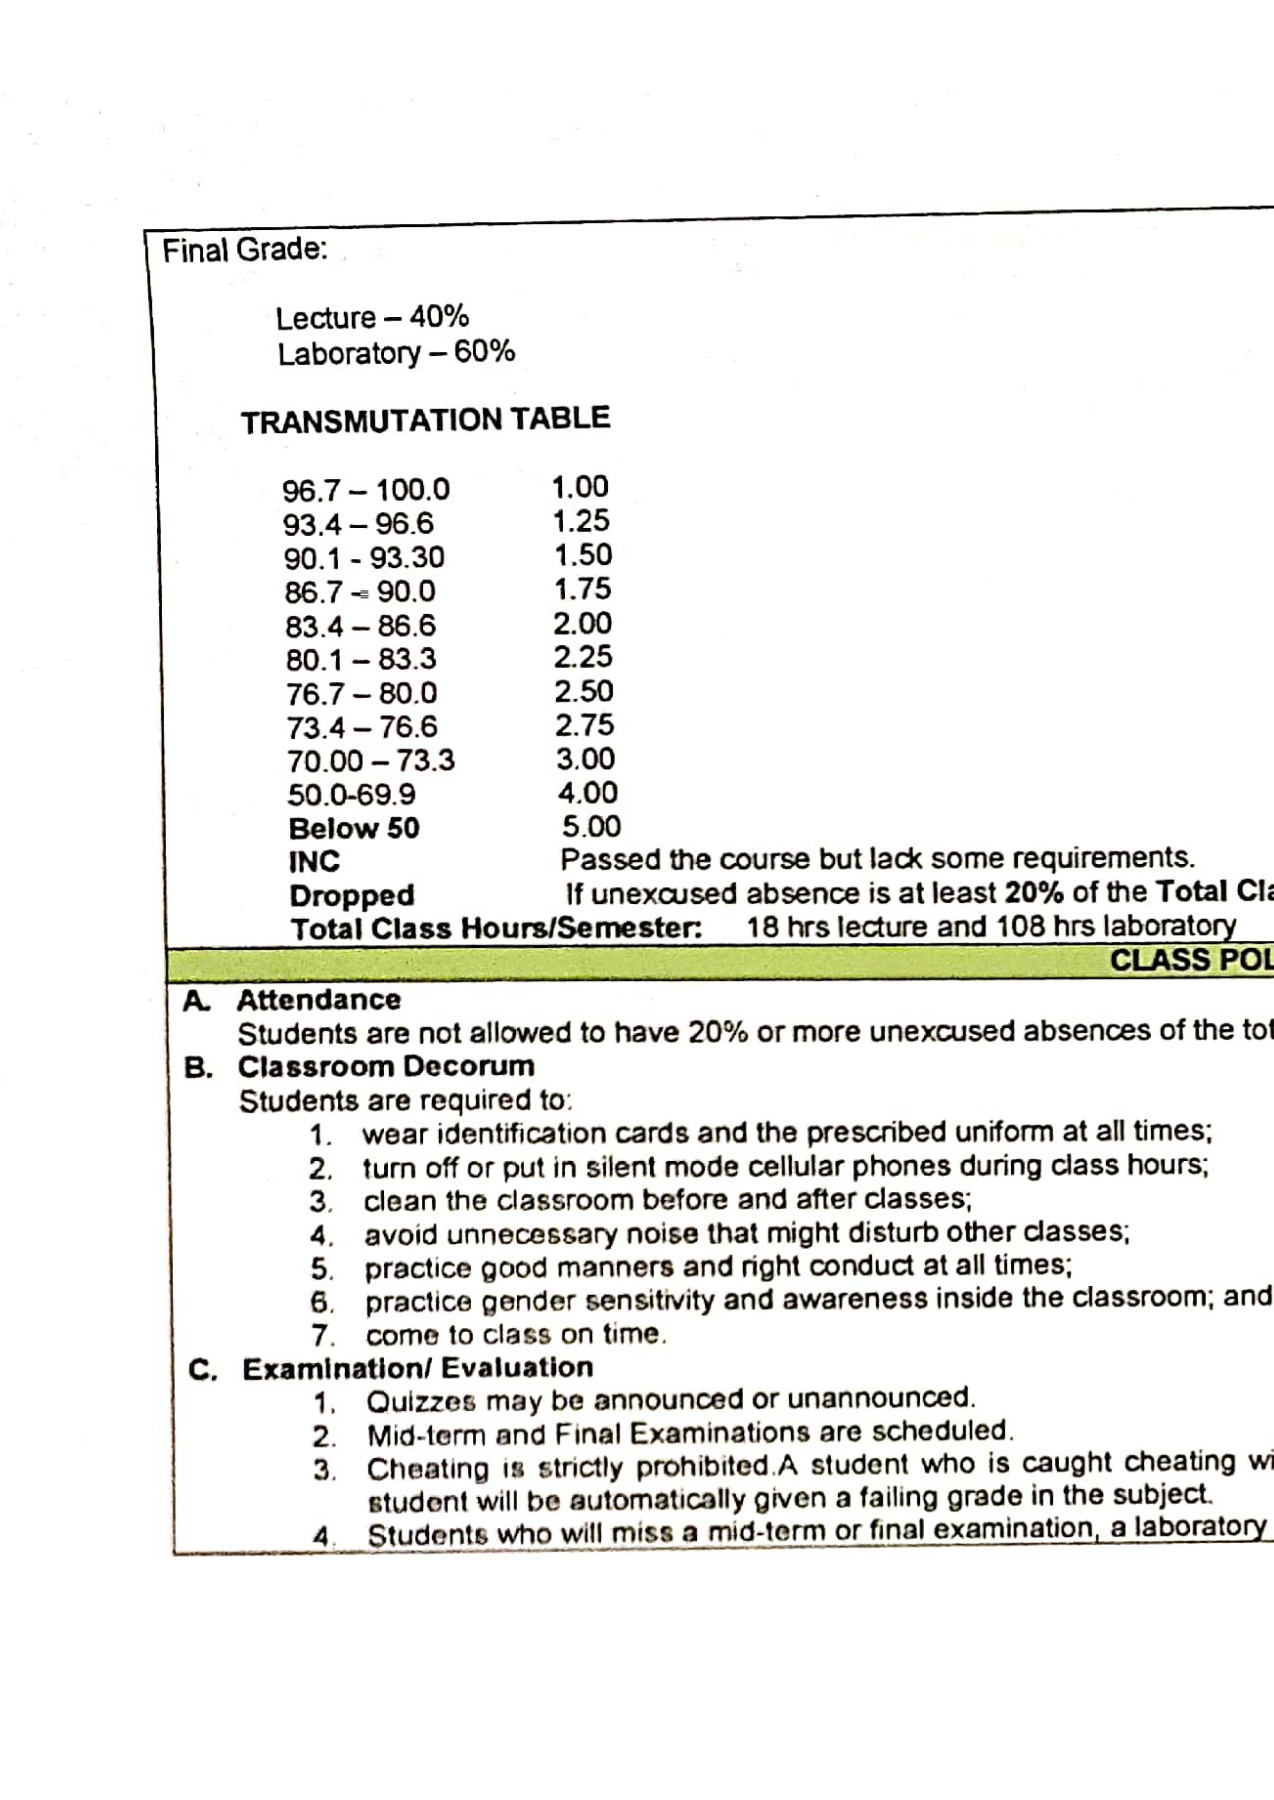 Final Grade:
Lecture – 40%
Laboratory – 60%
TRANSMUTATION TABLE
96.7 – 100.0 1.00
93.4 – 96.6 1.25
90.1 - 93.30 1.50
86.7 – 90.0 1.75
83.4 – 86.6 2.00
80.1 – 83.3 2.25
76.7 – 80.0 2.50
73.4 – 76.6 2.75
70.00 – 73.3 3.00
50.0-69.9 4.00
Below 50 5.00
INC Passed the course but lack some requirements.
Dropped If unexcused absence is at least 20% of the Total
Total Class Hours/Semester: 18 hrs lecture and 108 hrs laboratory
CLASS
A. Attendance
Students are not allowed to have 20% or more unexcused absences of the
B. Classroom Decorum
Students are required to:
1. wear identification cards and the prescribed uniform at all times;
2. turn off or put in silent mode cellular phones during class hours;
3. clean the classroom before and after classes;
4. avoid unnecessary noise that might disturb other classes;
5. practice good manners and right conduct at all times;
6. practice gender sensitivity and awareness inside the classroom; and
7. come to class on time.
C. Examination/ Evaluation
1. Quizzes may be announced or unannounced.
2. Mid-term and Final Examinations are scheduled.
3. Cheating is strictly prohibited.A student who is caught cheating
student will be automatically given a failing grade in the subject.
4. Students who will miss a mid-term or final examination, a laboratory